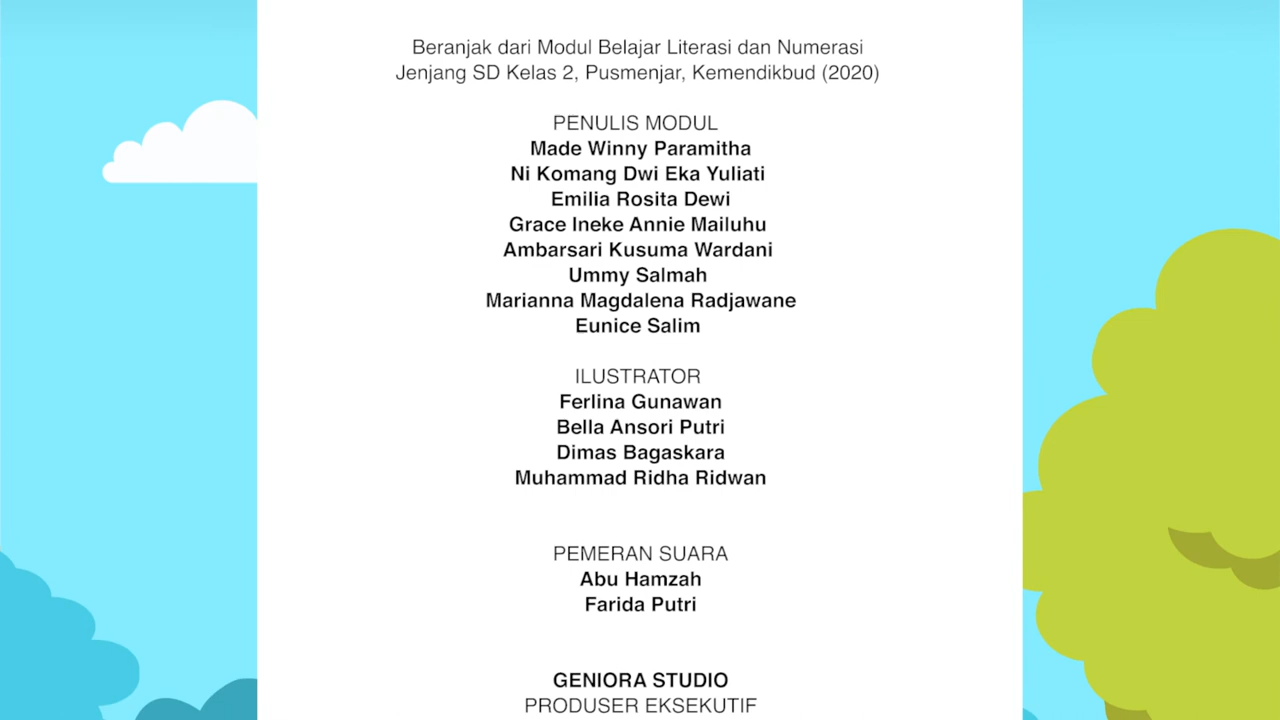 Beranjak dari Modul Belajar Literasi dan Numerasi
Jenjang SD Kelas 2, Pusmenjar, Kemendikbud (2020)
PENULIS MODUL
Made Winny Paramitha
Ni Komang Dwi Eka Yuliati
Emilia Rosita Dewi
Grace Ineke Annie Mailuhu
Ambarsari Kusuma Wardani
Ummy Salmah
Marianna Magdalena Radjawane
Eunice Salim
ILUSTRATOR
Ferlina Gunawan
Bella Ansori Putri
Dimas Bagaskara
Muhammad Ridha Ridwan
PEMERAN SUARA
Abu Hamzah
Farida Putri
GENIORA STUDIO
PRODUSER EKSEKUTIF